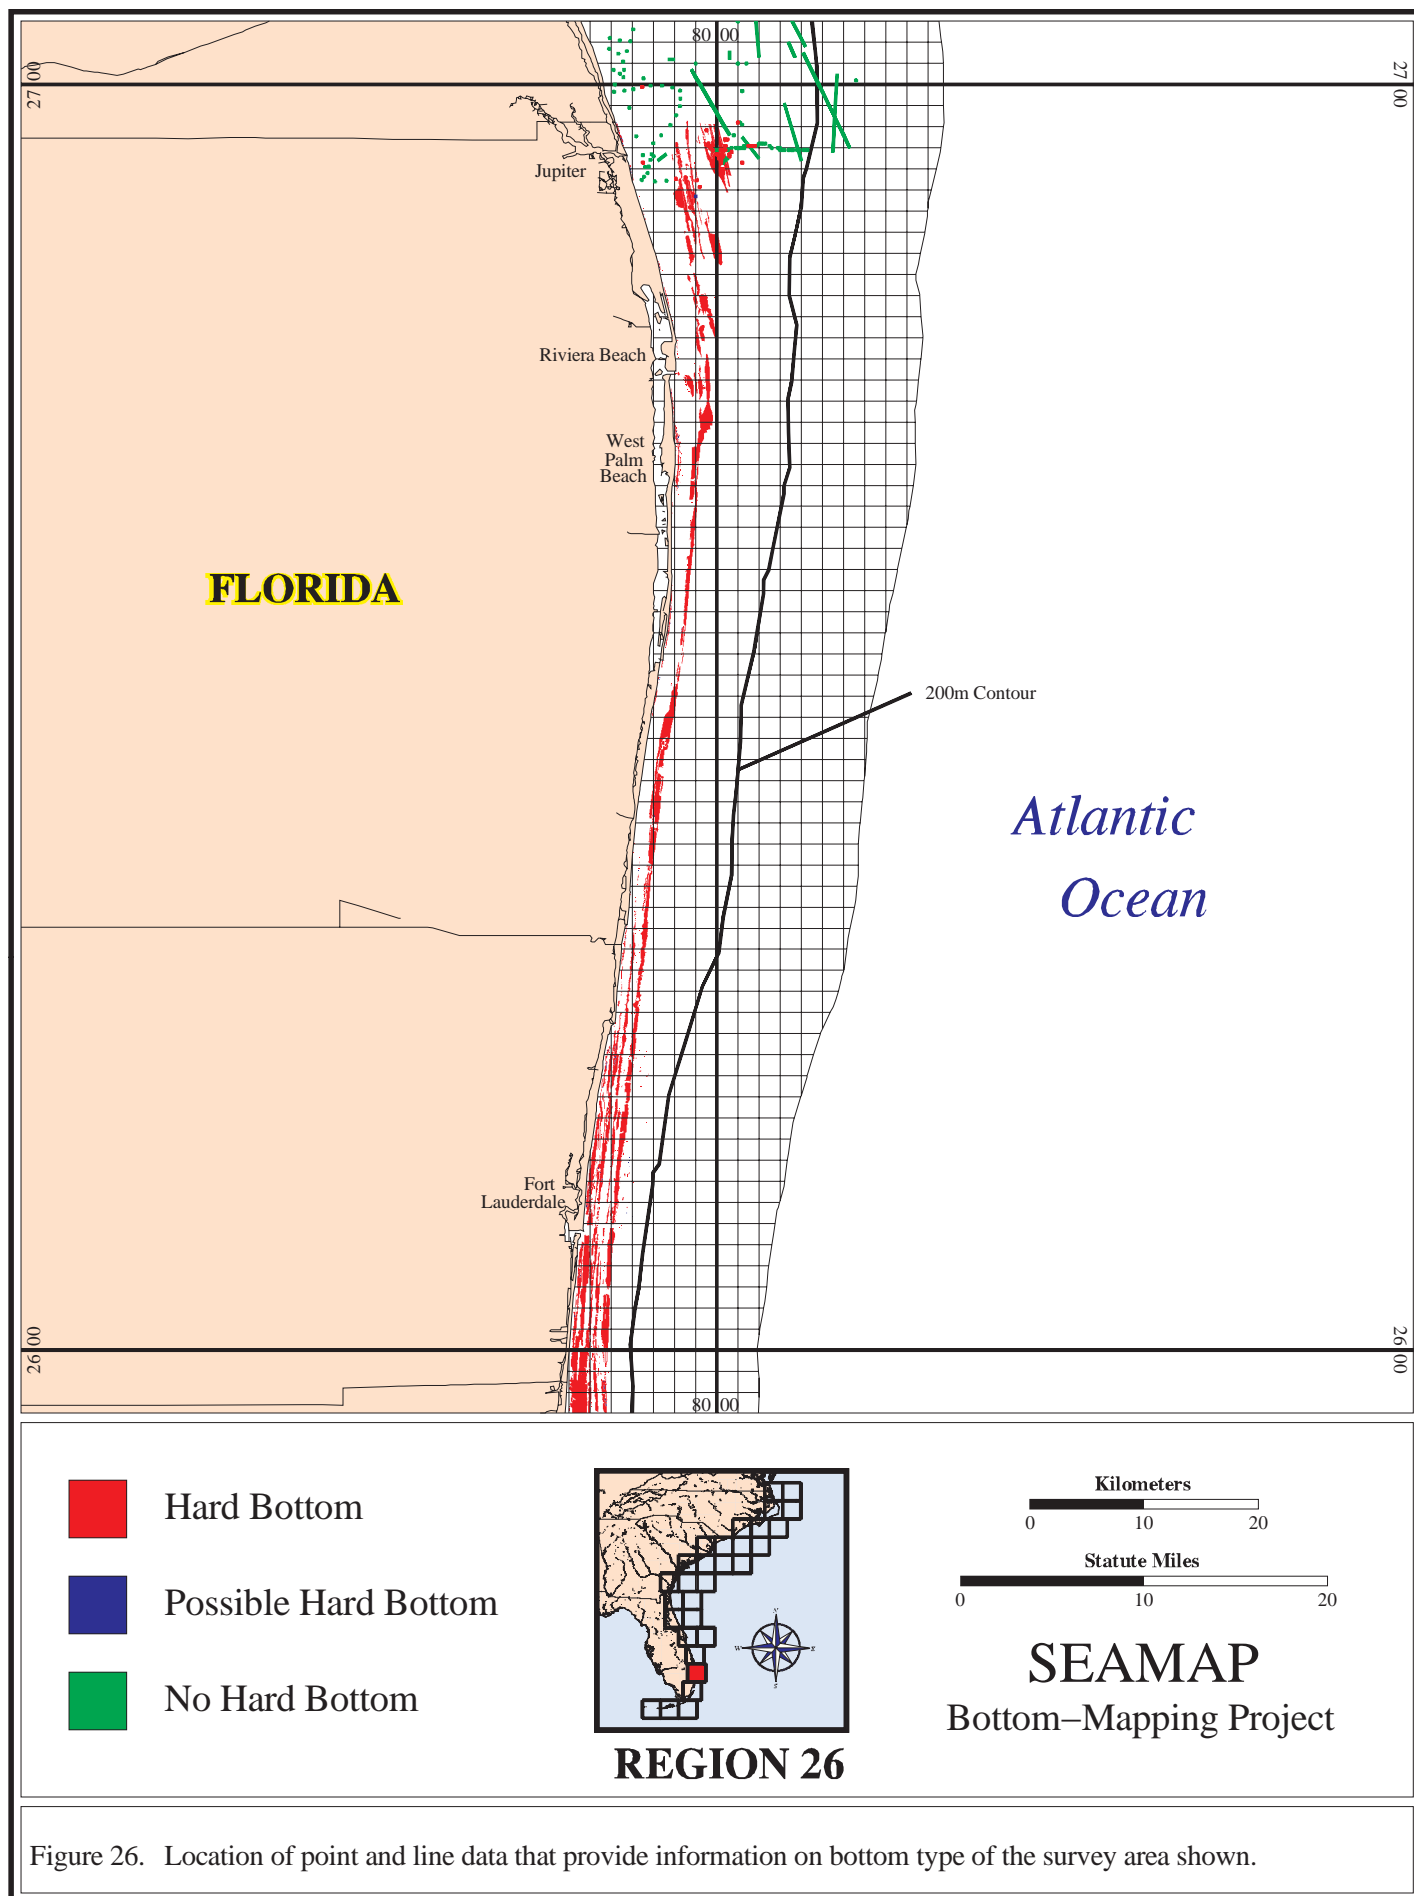 80 00
27 00
27 00
Jupiter
Riviera Beach
West
Palm
Beach
FLORIDA
200m Contour
Atlantic
Ocean
Fort
Lauderdale
26 00
26 00
80 00
Hard Bottom
Possible Hard Bottom
No Hard Bottom
N
W
E
S
REGION 26
Kilometers
0 10 20
Statute Miles
0 10 20
SEAMAP
Bottom−Mapping Project
Figure 26. Location of point and line data that provide information on bottom type of the survey area shown.